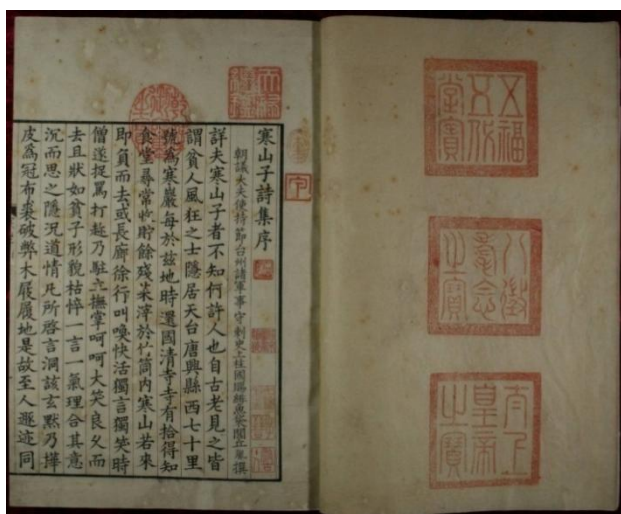 五福
五代
堂寶
八徵
耄念
之寶
太上
皇帝
之寶
天祿
繼鑑
寒山子詩集序
朝議大夫使持節台州諸軍事守刺史上柱國賜緋魚袋閭丘胤撰
詳夫寒山子者不知何許人也自古老見之皆
謂貧人風狂之士隱居天台唐興縣西七十里
號為寒巖每於兹地時還國清寺寺有拾得知
食堂尋常收貯餘殘菜滓於竹筒內寒山若來
即負而去或長廊徐行叫喚快活獨言獨笑時
僧遂捉罵打趂乃駐立撫掌呵呵大笑良久而
去且狀如貧子形貌枯悴一言一氣理合其意
沉而思之隱況道情凡所啓言洞該玄默乃樺
皮為冠布裘破弊木屐履地是故至人遯迹同